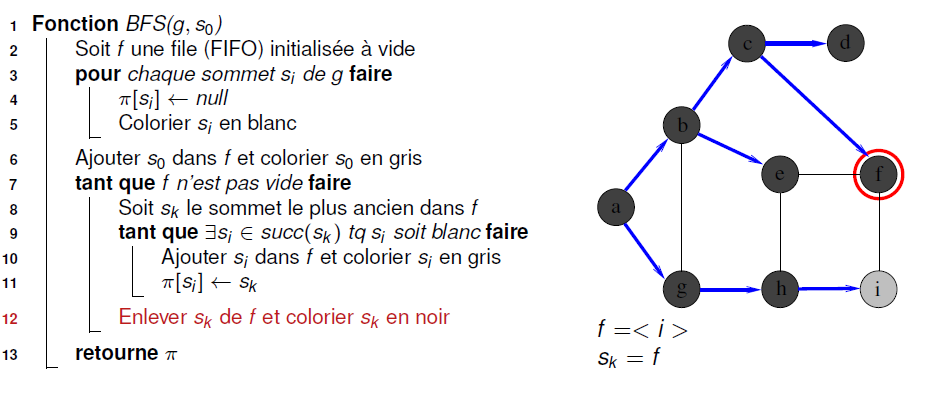 1 Fonction BFS(g, s₀)
2 Soit f une file (FIFO) initialisée à vide
3 pour chaque sommet sᵢ de g faire
4 π[sᵢ] ← null
5 Colorier sᵢ en blanc
6 Ajouter s₀ dans f et colorier s₀ en gris
7 tant que f n'est pas vide faire
8 Soit sₖ le sommet le plus ancien dans f
9 tant que ∃sᵢ ∈ succ(sₖ) tq sᵢ soit blanc faire
10 Ajouter sᵢ dans f et colorier sᵢ en gris
11 π[sᵢ] ← sₖ
12 Enlever sₖ de f et colorier sₖ en noir
13 retourne π
c d
b
e f
a
g h i
f =< i >
sₖ = f